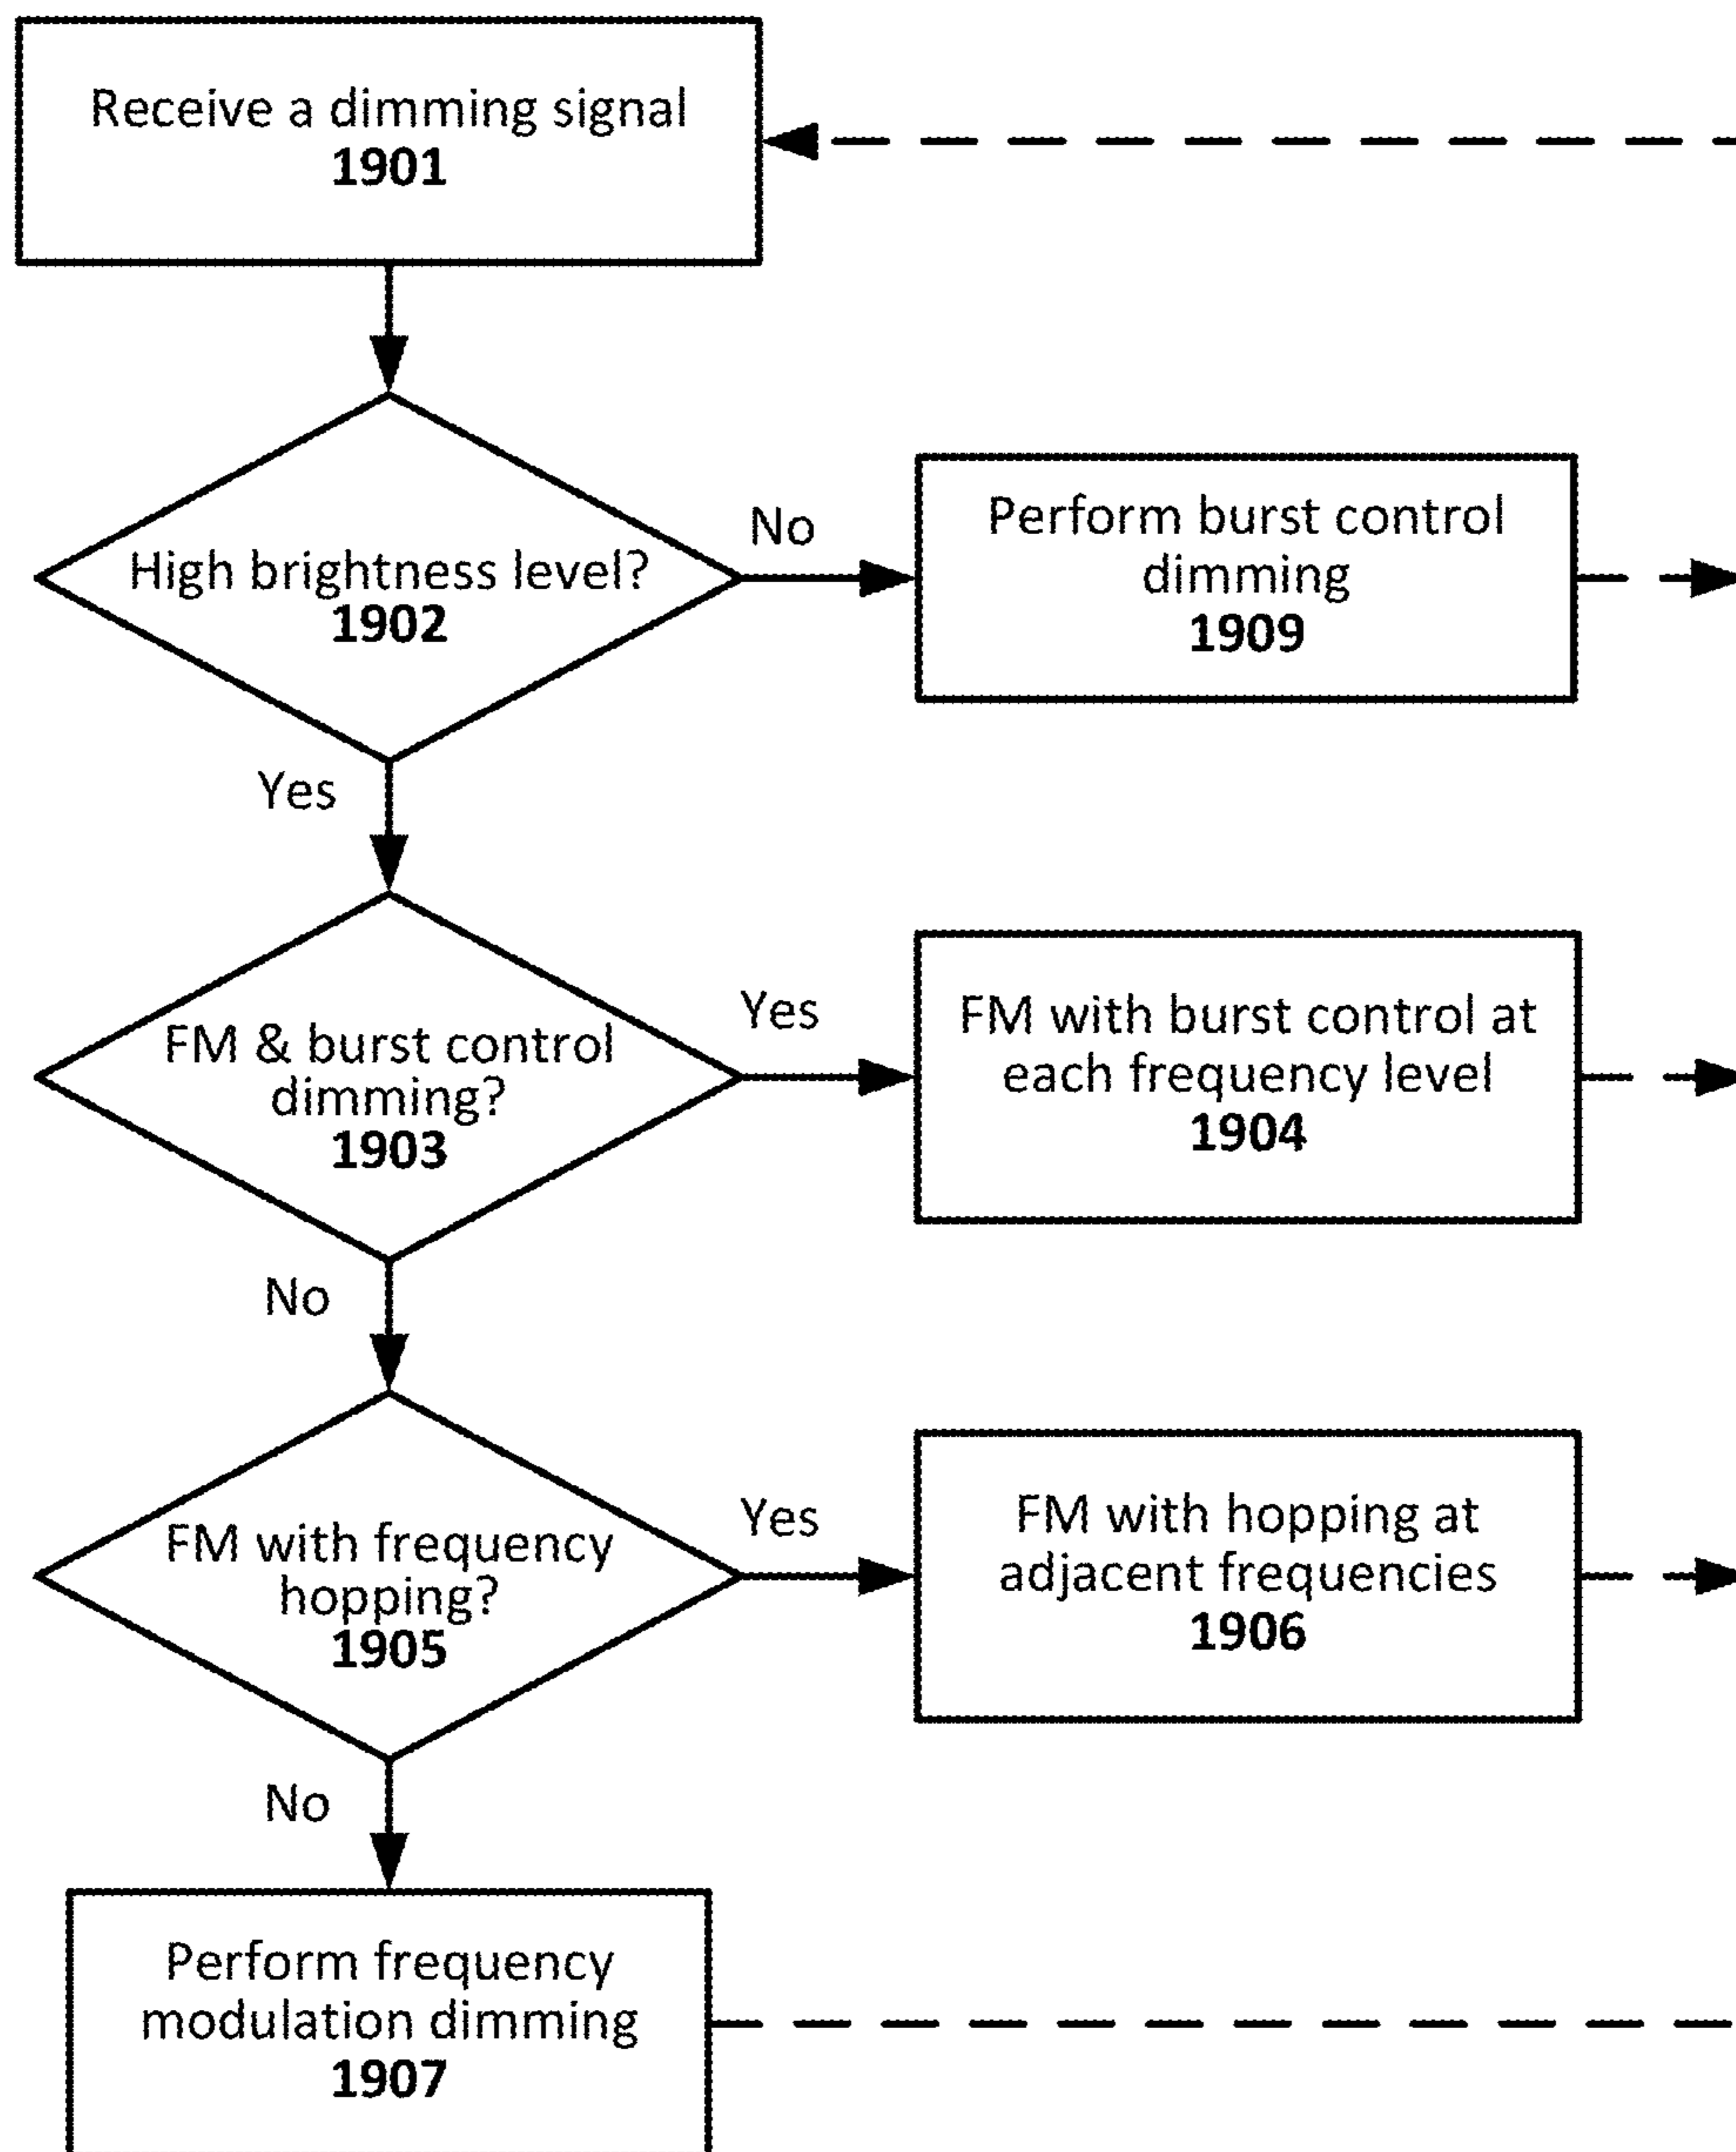 Receive a dimming signal
1901
High brightness level?
1902
No
Perform burst control
dimming
1909
Yes
FM & burst control
dimming?
1903
Yes
FM with burst control at
each frequency level
1904
No
FM with frequency
hopping?
1905
Yes
FM with hopping at
adjacent frequencies
1906
No
Perform frequency
modulation dimming
1907